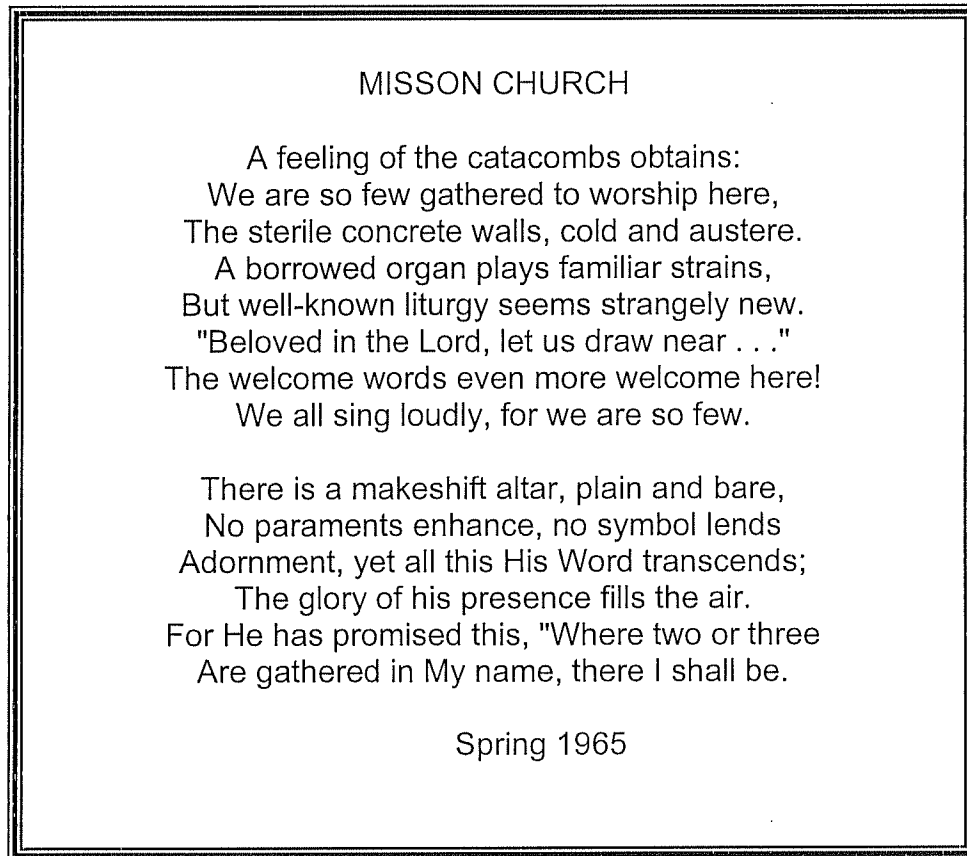 MISSON CHURCH
A feeling of the catacombs obtains:
We are so few gathered to worship here,
The sterile concrete walls, cold and austere.
A borrowed organ plays familiar strains,
But well-known liturgy seems strangely new.
"Beloved in the Lord, let us draw near . . ."
The welcome words even more welcome here!
We all sing loudly, for we are so few.
There is a makeshift altar, plain and bare,
No paraments enhance, no symbol lends
Adornment, yet all this His Word transcends;
The glory of his presence fills the air.
For He has promised this, "Where two or three
Are gathered in My name, there I shall be.
Spring 1965